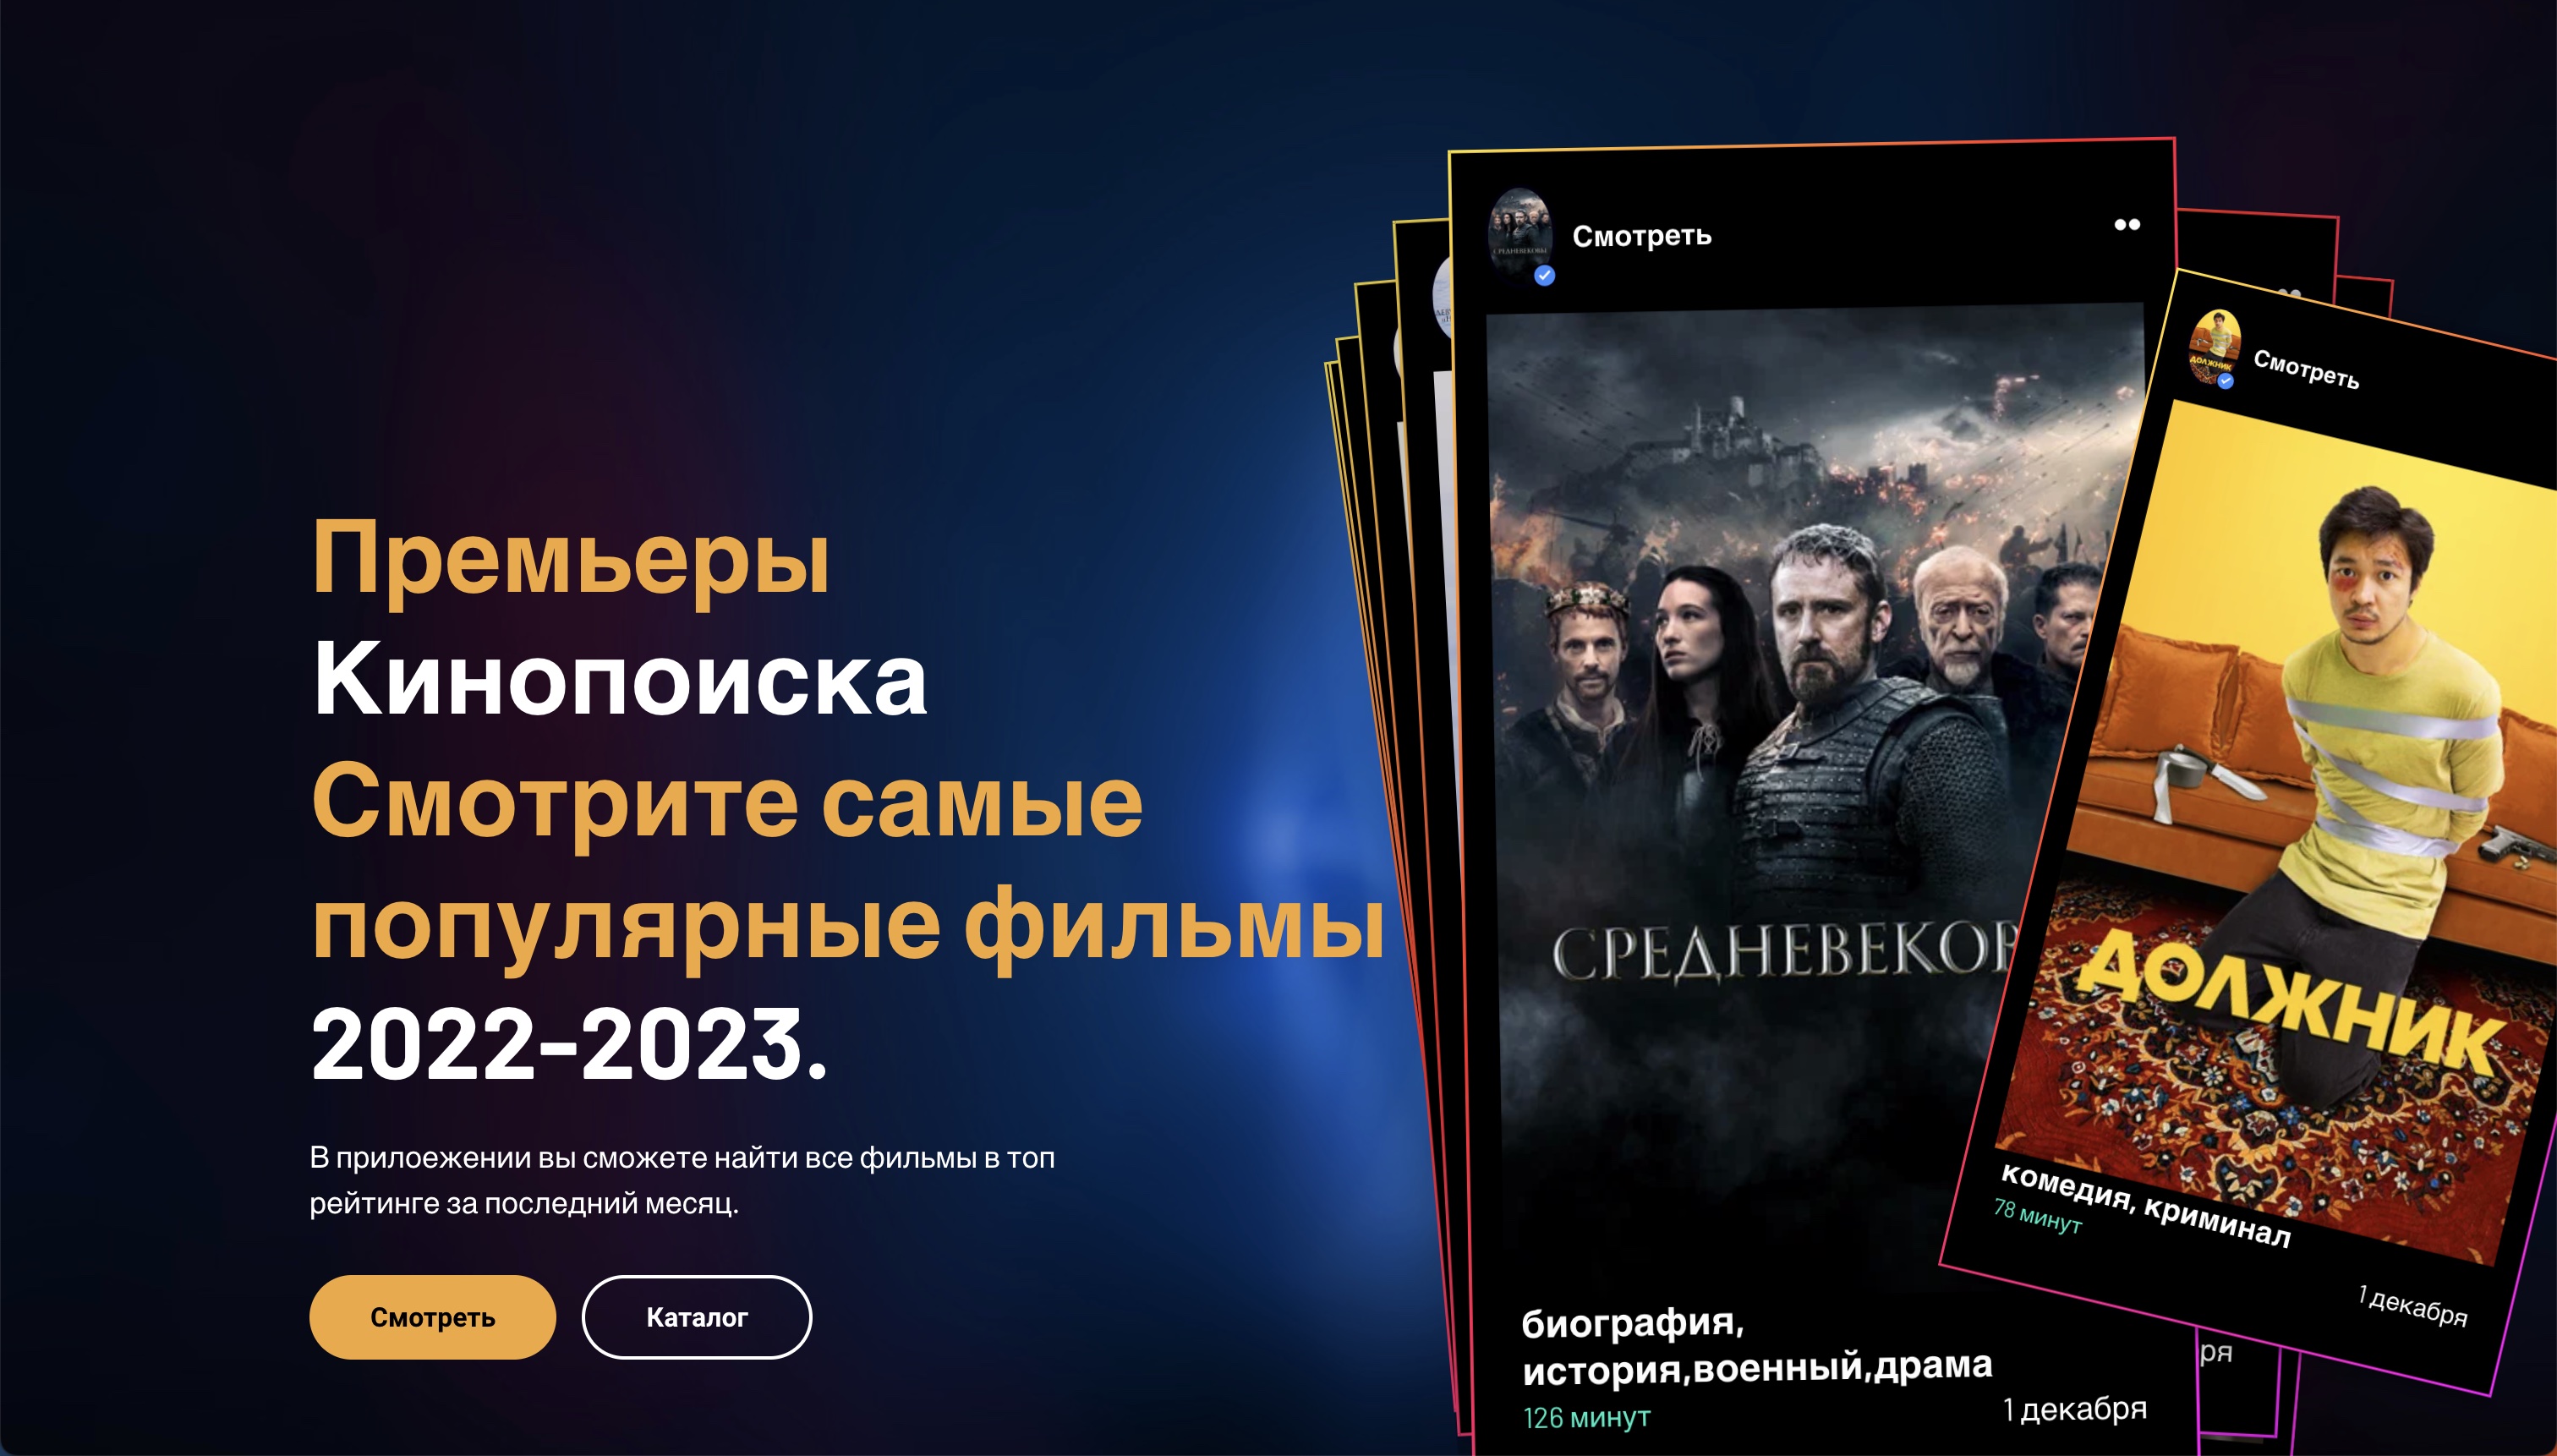 Премьеры
Кинопоиска
Смотрите самые
популярные фильмы
2022-2023.
В прилоежении вы сможете найти все фильмы в топ
рейтинге за последний месяц.
Смотреть
Каталог
Смотреть
СРЕДНЕВЕКОВ
биография,
история,военный,драма
126 минут
1 декабря
Смотреть
ДОЛЖНИК
ДОЛЖНИК
комедия, криминал
78 минут
1 декабря
ря